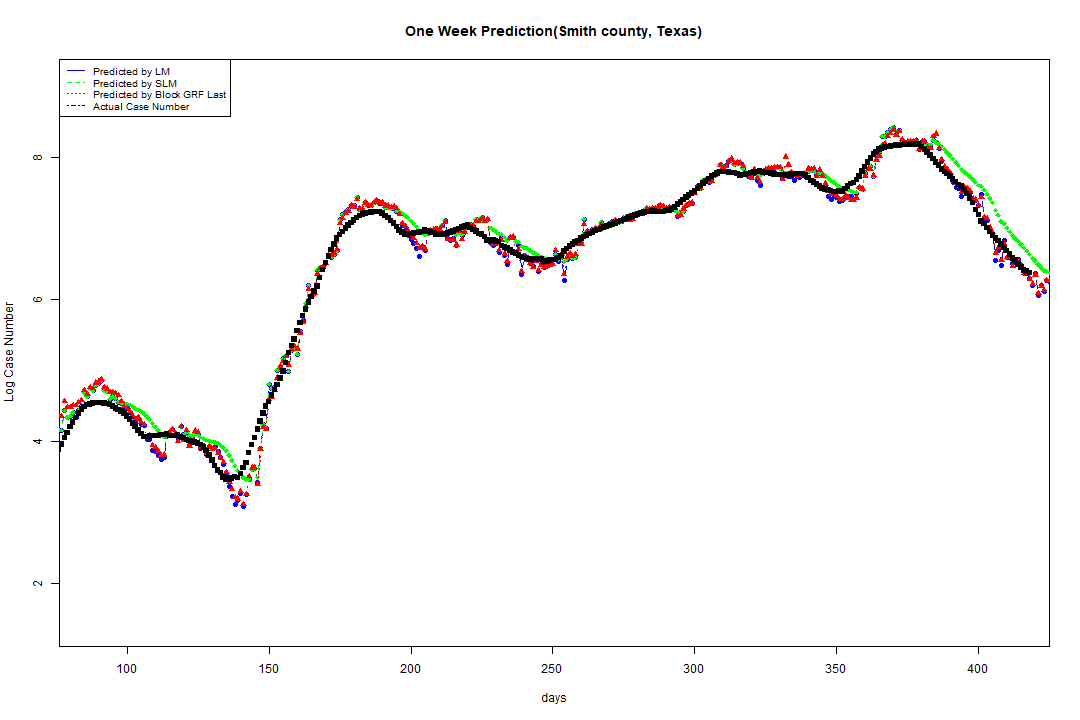 One Week Prediction(Smith county, Texas)
Predicted by LM
Predicted by SLM
Predicted by Block GRF Last
Actual Case Number
8
6
4
2
Log Case Number
100 150 200 250 300 350 400
days